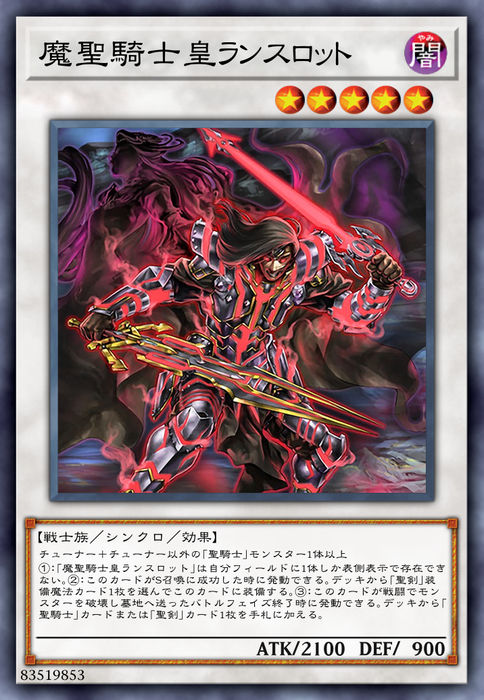 魔聖騎士皇ランスロット
やみ
闇
【戦士族／シンクロ／効果】
チューナー＋チューナー以外の「聖騎士」モンスター1体以上
①：「魔聖騎士皇ランスロット」は自分フィールドに1体しか表側表示で存在でき
ない。②：このカードがS召喚に成功した時に発動できる。デッキから「聖剣」装
備魔法カード1枚を選んでこのカードに装備する。③：このカードが戦闘でモン
スターを破壊し墓地へ送ったバトルフェイズ終了時に発動できる。デッキから「
聖騎士」カードまたは「聖剣」カード1枚を手札に加える。
ATK/2100 DEF/ 900
83519853